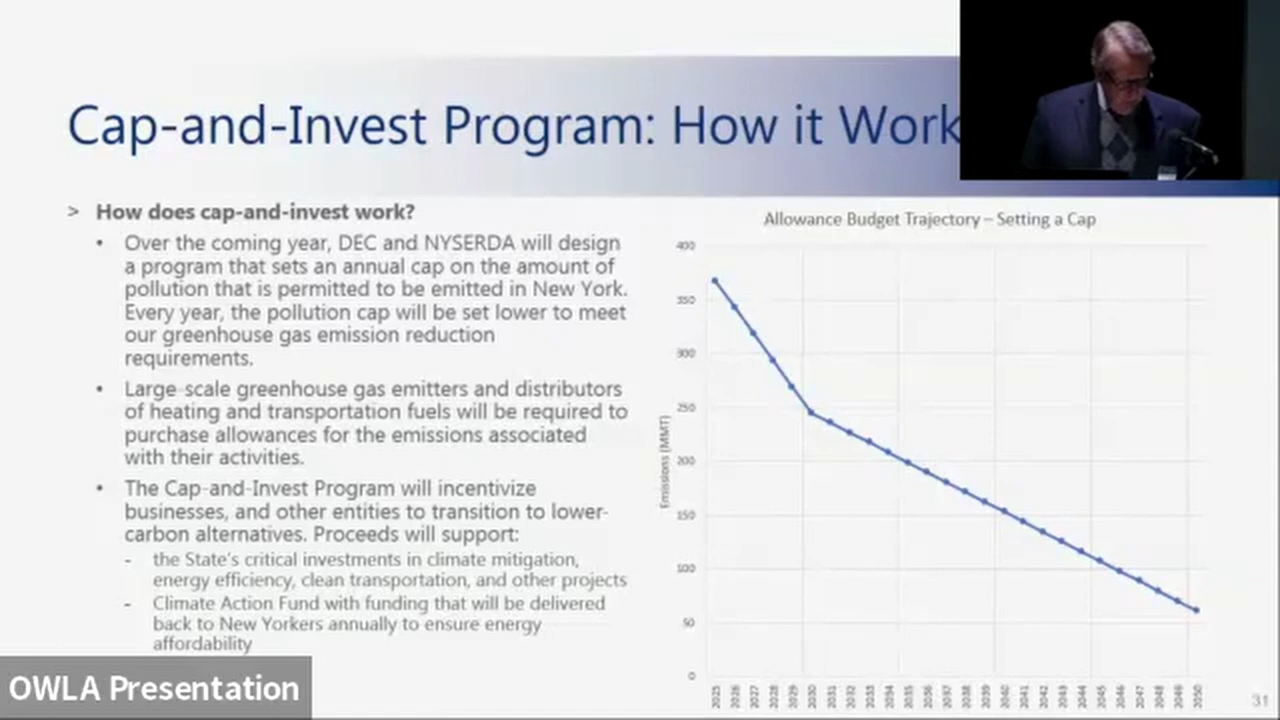 Cap-and-Invest Program: How it Work
> How does cap-and-invest work?
• Over the coming year, DEC and NYSERDA will design
a program that sets an annual cap on the amount of
pollution that is permitted to be emitted in New York.
Every year, the pollution cap will be set lower to meet
our greenhouse gas emission reduction
requirements.
• Large-scale greenhouse gas emitters and distributors
of heating and transportation fuels will be required to
purchase allowances for the emissions associated
with their activities.
• The Cap-and-Invest Program will incentivize
businesses, and other entities to transition to lower-
carbon alternatives. Proceeds will support:
- the State's critical investments in climate mitigation,
energy efficiency, clean transportation, and other projects
- Climate Action Fund with funding that will be delivered
back to New Yorkers annually to ensure energy
affordability
Allowance Budget Trajectory – Setting a Cap
Emissions (MMT)
400
350
300
250
200
150
100
50
0
2025 2026 2027 2028 2029 2030 2031 2032 2033 2034 2035 2036 2037 2038 2039 2040 2041 2042 2043 2044 2045 2046 2047 2048 2049 2050
OWLA Presentation
31